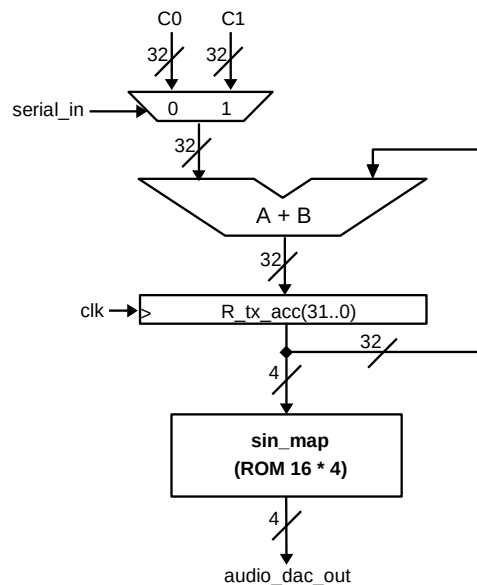 C0 C1
32 32
serial_in 0 1
32
A + B
32
clk > R_tx_acc(31..0)
32
4
sin_map
(ROM 16 * 4)
4
audio_dac_out